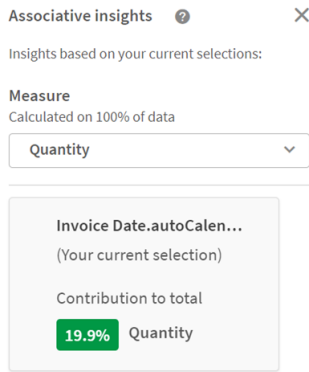 Associative insights ?
Insights based on your current selections:
Measure
Calculated on 100% of data
Quantity
Invoice Date.autoCalen...
(Your current selection)
Contribution to total
19.9% Quantity